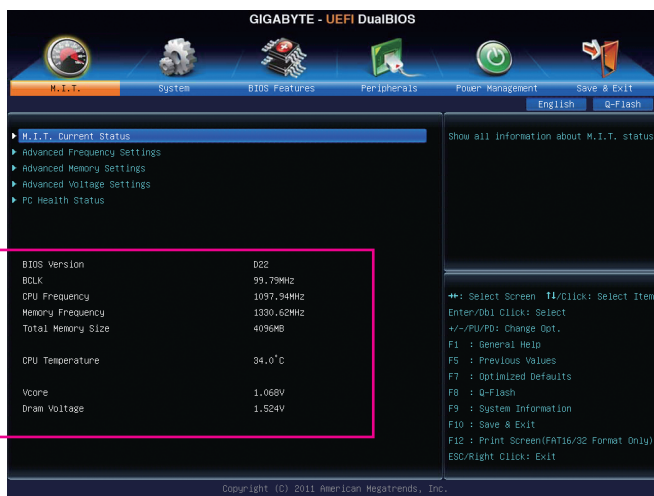 GIGABYTE - UEFI DualBIOS
M.I.T.
System
BIOS Features
Peripherals
Power Management
Save & Exit
English
Q-Flash
M.I.T. Current Status
Advanced Frequency Settings
Advanced Memory Settings
Advanced Voltage Settings
PC Health Status
Show all information about M.I.T. status
BIOS Version D22
BCLK 99.79MHz
CPU Frequency 1097.94MHz
Memory Frequency 1330.62MHz
Total Memory Size 4096MB
CPU Temperature 34.0°C
Vcore 1.068V
Dram Voltage 1.524V
↔: Select Screen ↑↓/Click: Select Item
Enter/Dbl Click: Select
+/-/PU/PD: Change Opt.
F1 : General Help
F5 : Previous Values
F7 : Optimized Defaults
F8 : Q-Flash
F9 : System Information
F10 : Save & Exit
F12 : Print Screen(FAT16/32 Format Only)
ESC/Right Click: Exit
Copyright (C) 2011 American Megatrends, Inc.